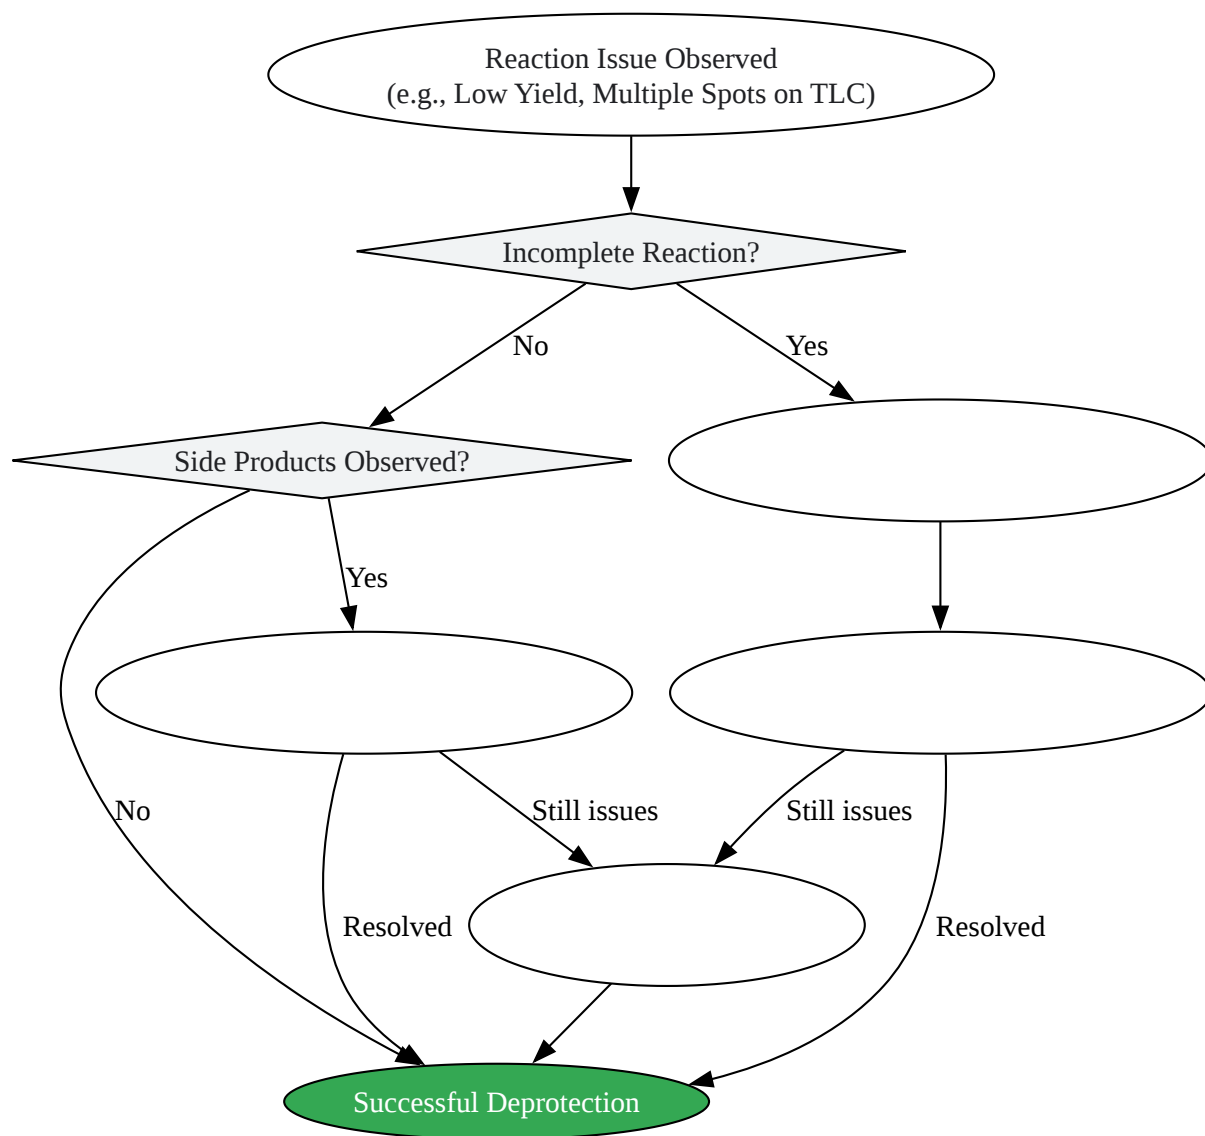 Reaction Issue Observed
(e.g., Low Yield, Multiple Spots on TLC)
Incomplete Reaction?
No
Yes
Side Products Observed?
Yes
No
Still issues
Still issues
Resolved
Resolved
Successful Deprotection